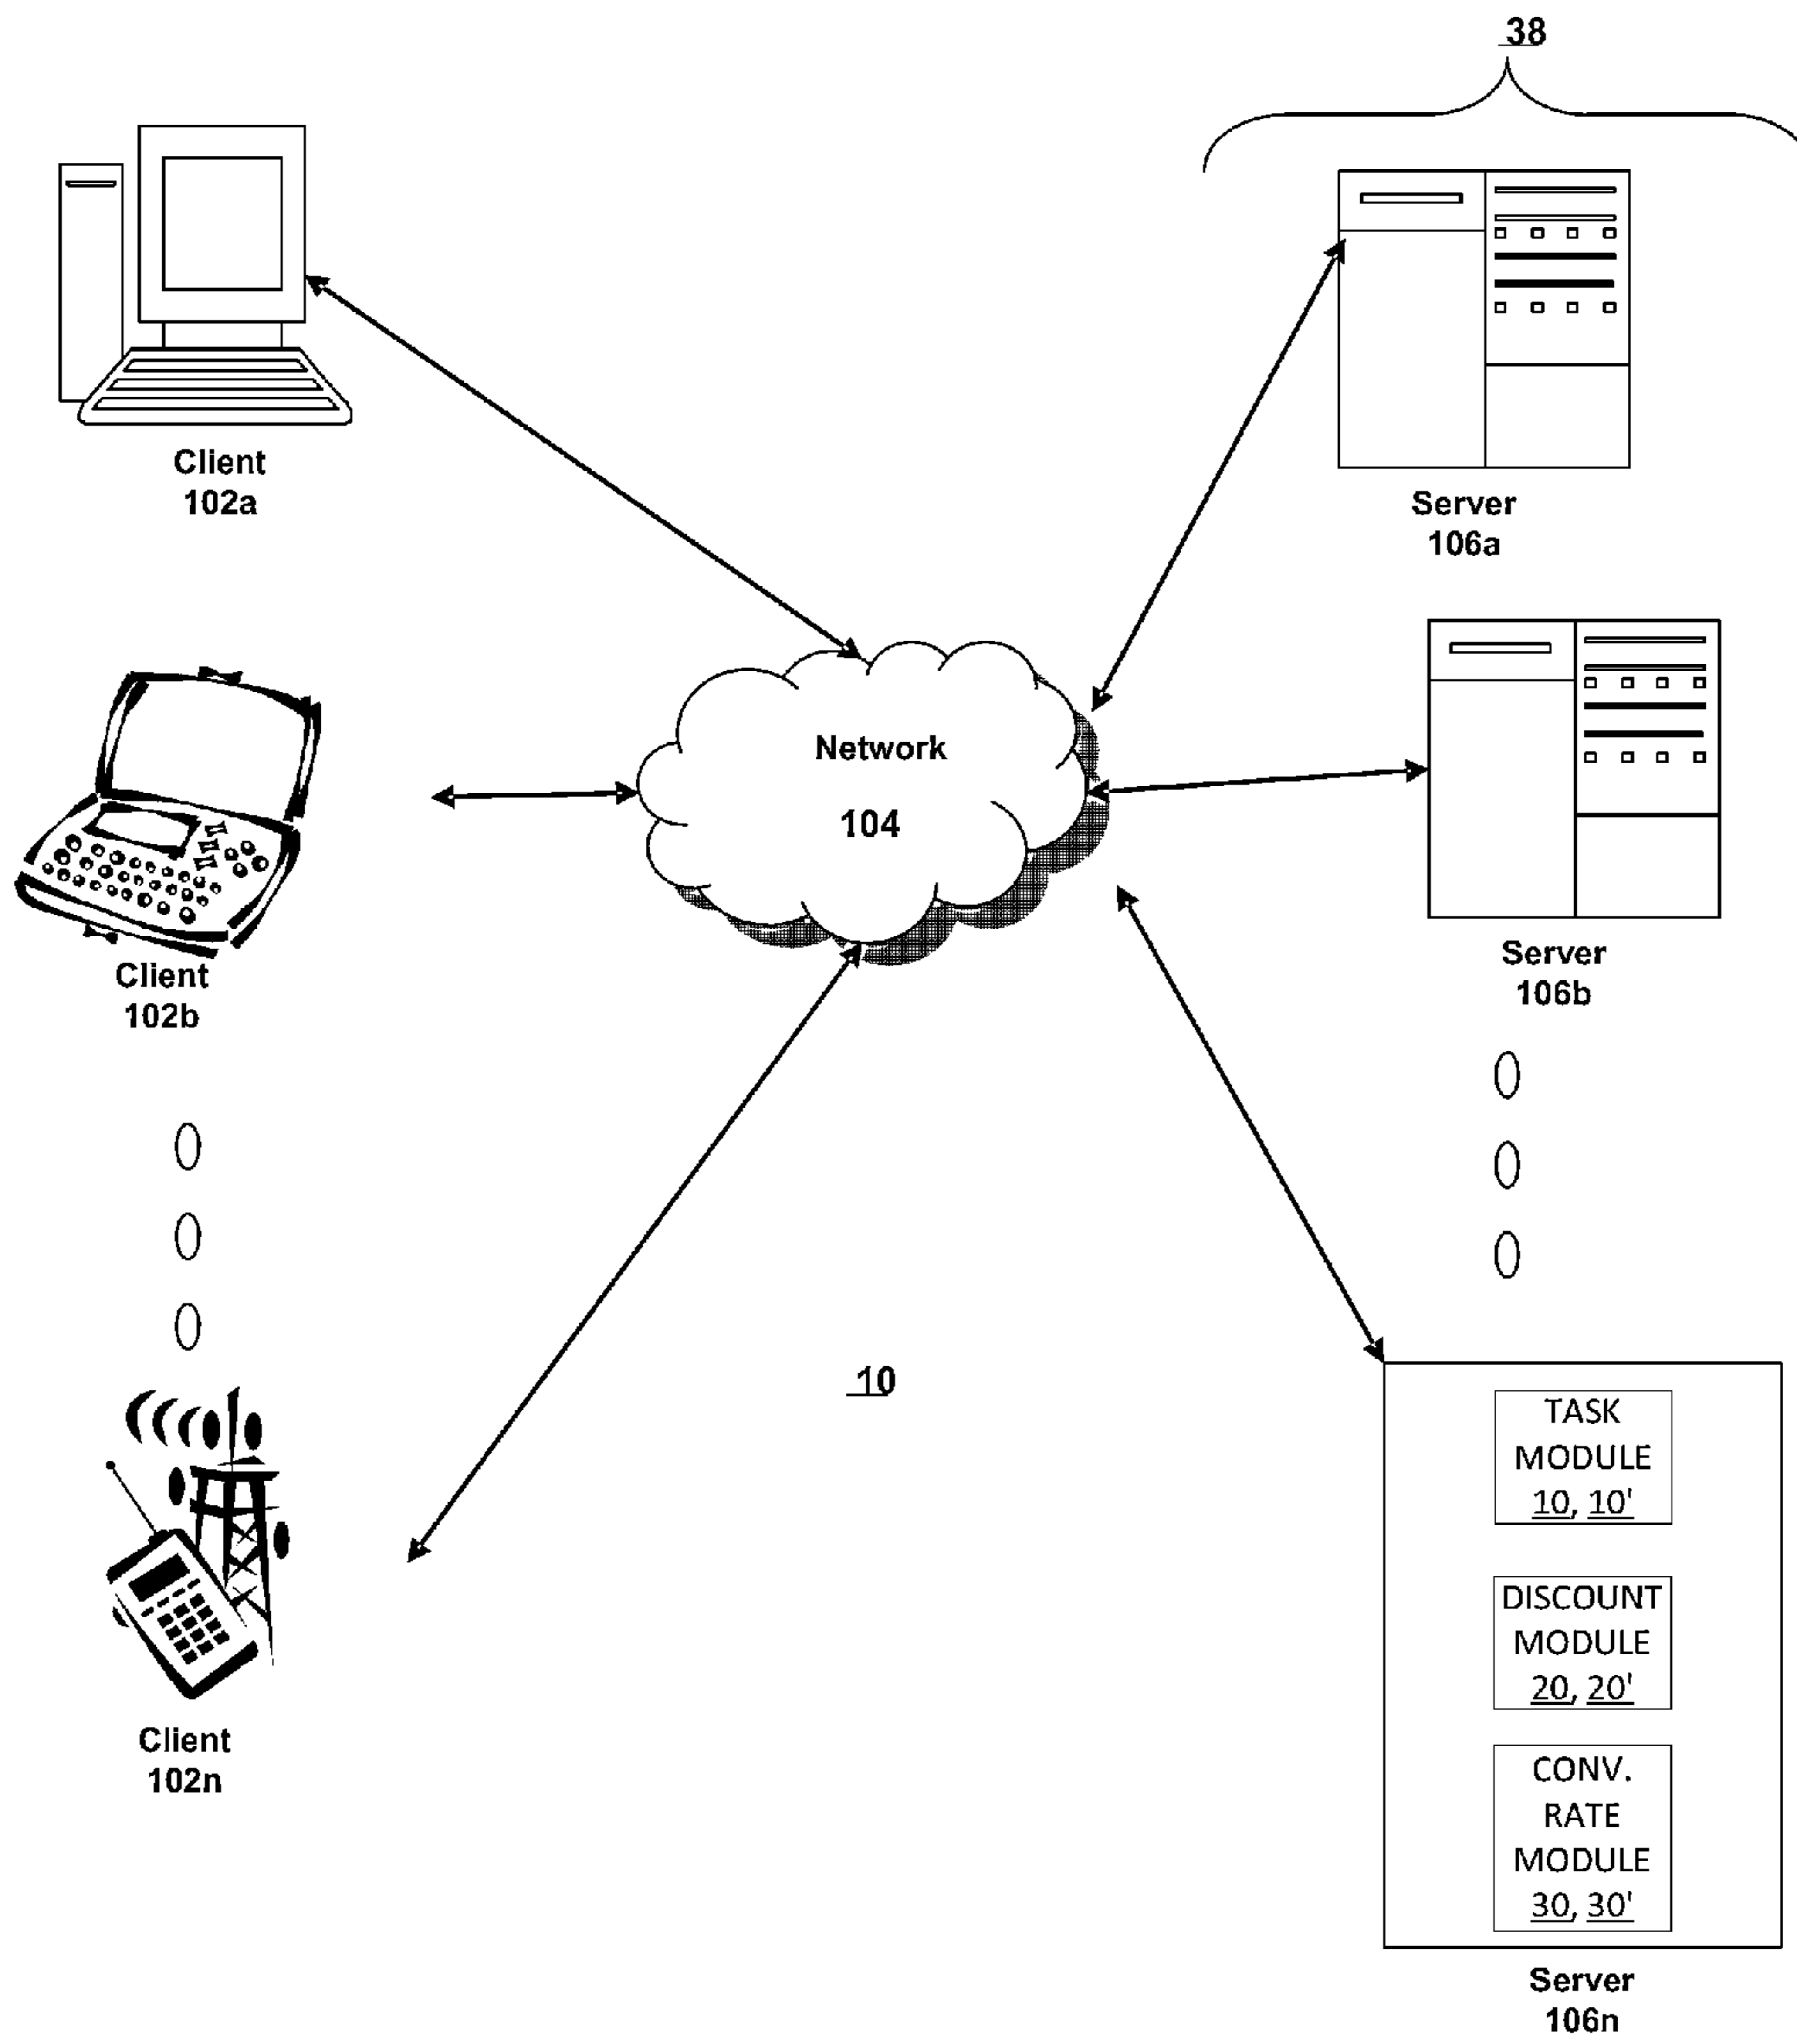 38
Client
102a
Server
106a
Network
104
Client
102b
Server
106b
10
TASK
MODULE
10, 10'
DISCOUNT
MODULE
20, 20'
CONV.
RATE
MODULE
30, 30'
Client
102n
Server
106n